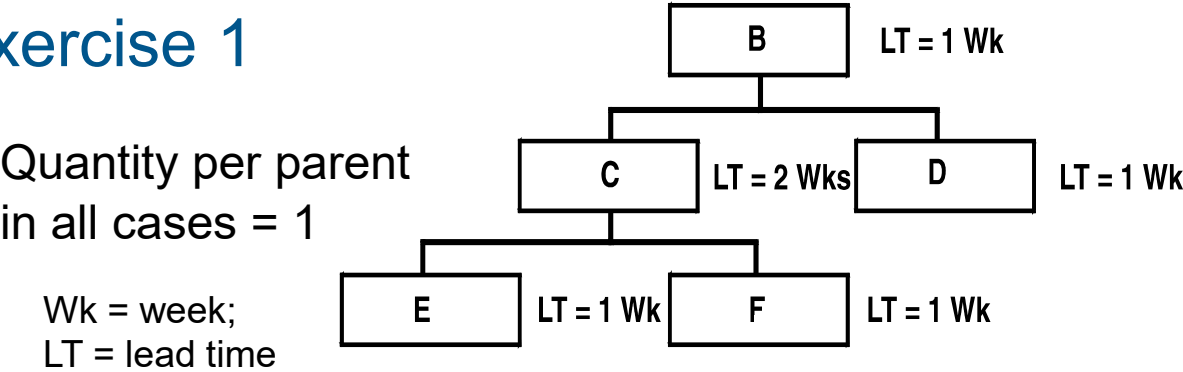 xercise 1
Quantity per parent
in all cases = 1
Wk = week;
LT = lead time
B LT = 1 Wk
C LT = 2 Wks D LT = 1 Wk
E LT = 1 Wk F LT = 1 Wk